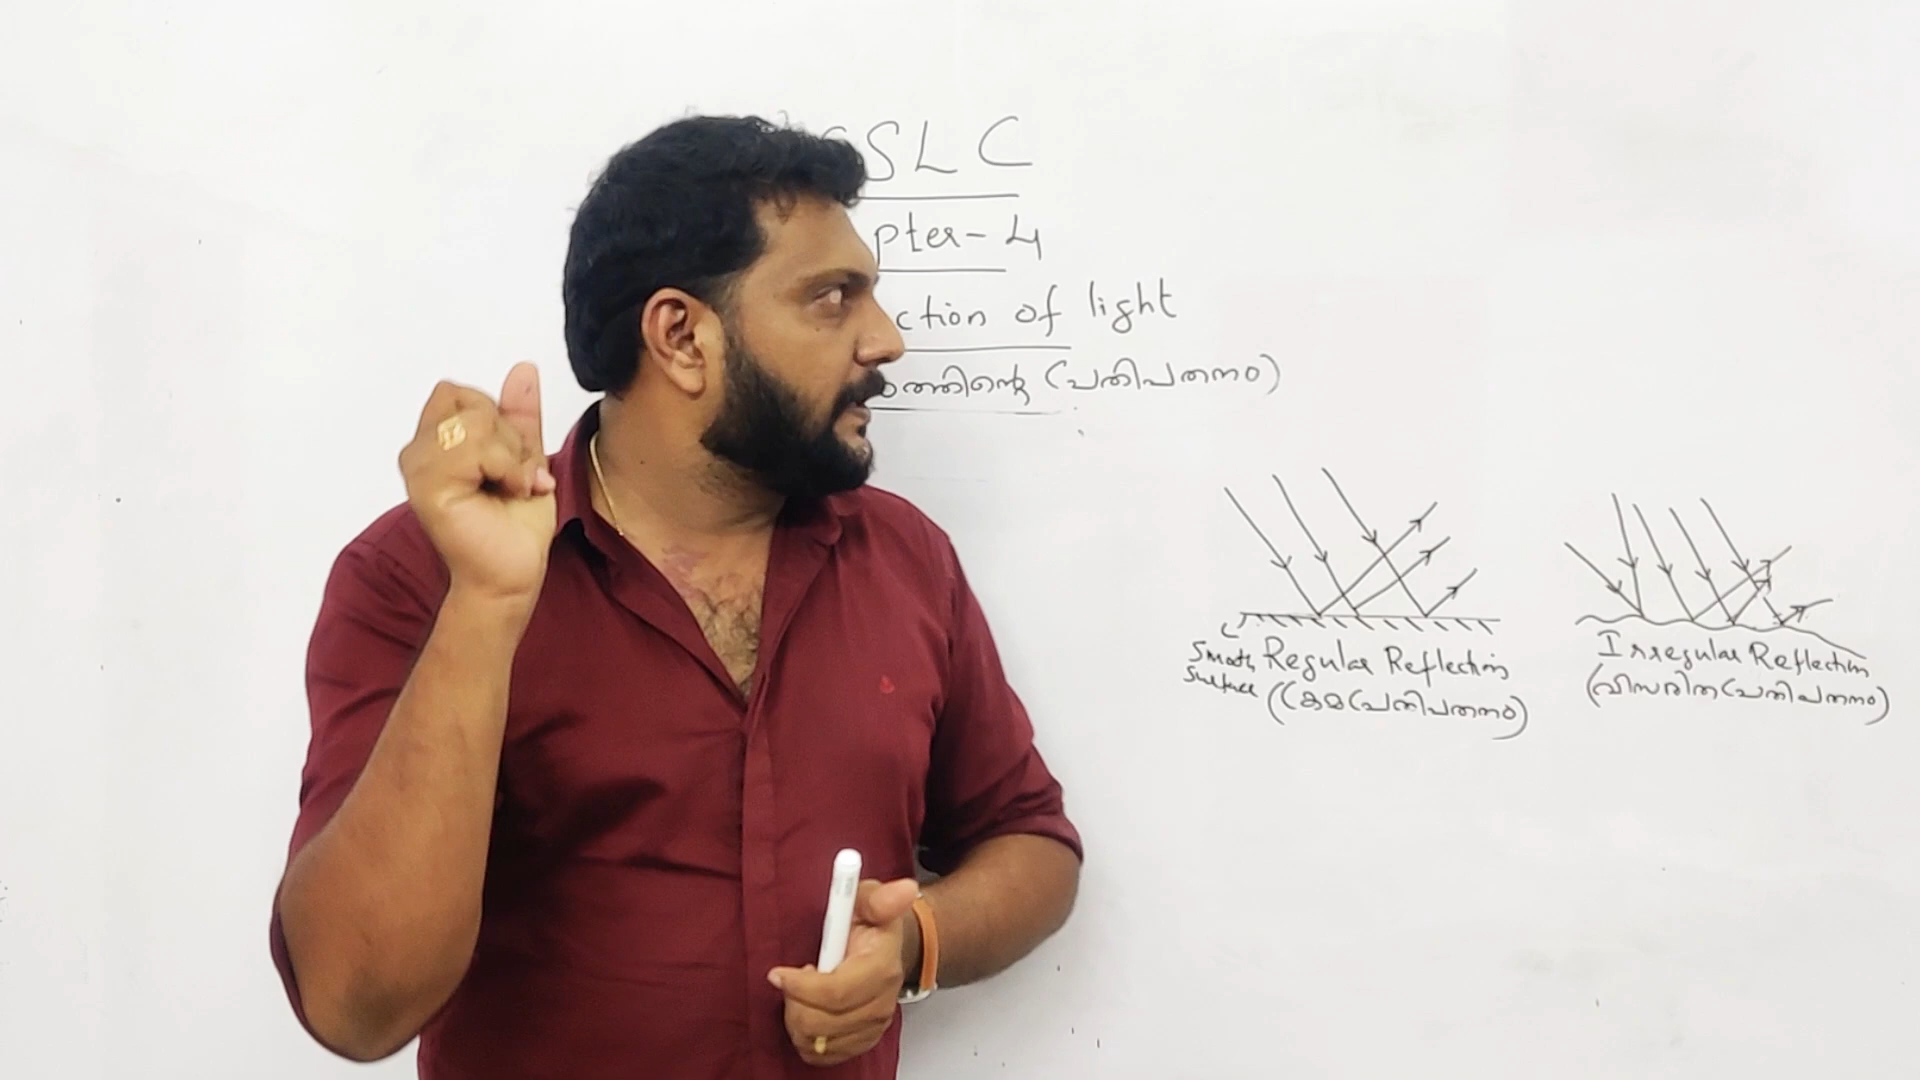 SSLC
pter- 4
ction of light
ത്തിന്റെ (പ്രതിപതനം)
Smooth
Surface
Regular Reflection
(ക്രമപ്രതിപതനം)
Irregular Reflection
(വിസരിതപ്രതിപതനം)